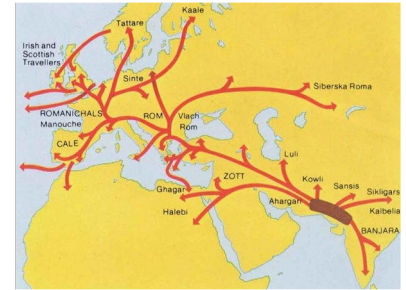 Kaale
Tattare
Irish and
Scottish
Travellers
Sinte
Siberska Roma
ROMANICHALS
Manouche
ROM
Vlach
Rom
CALE
Luli
ZOTT
Kowli
Sansis
Sikligars
Ghagar
Ahargari
Kalbelia
Halebi
BANJARA